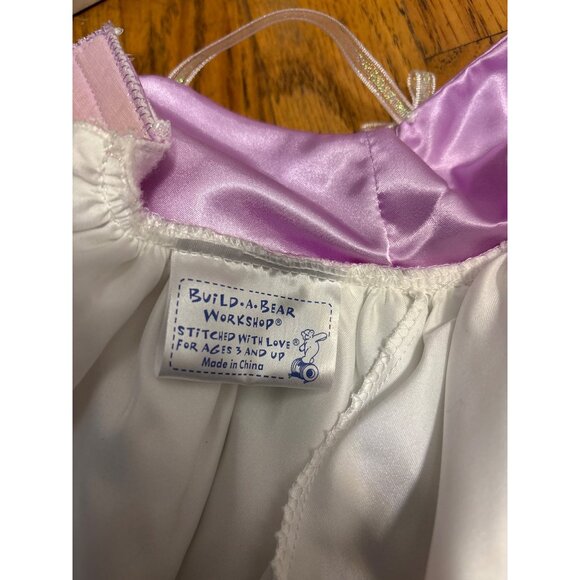 BUILD•A•BEAR
WORKSHOP®
STITCHED WITH LOVE®
FOR AGES 3 AND UP
Made in China